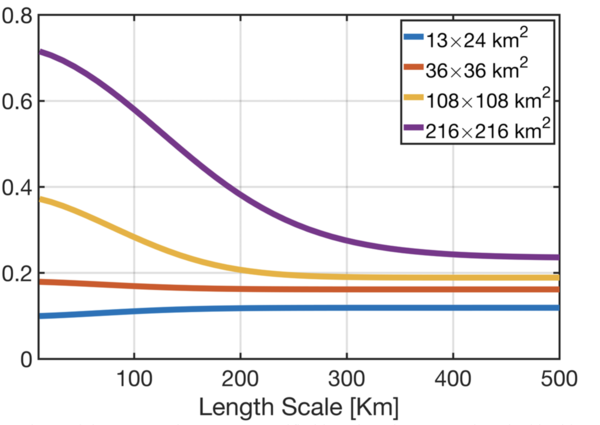 0.8
0.6
0.4
0.2
0
13×24 km²
36×36 km²
108×108 km²
216×216 km²
100 200 300 400 500
Length Scale [Km]